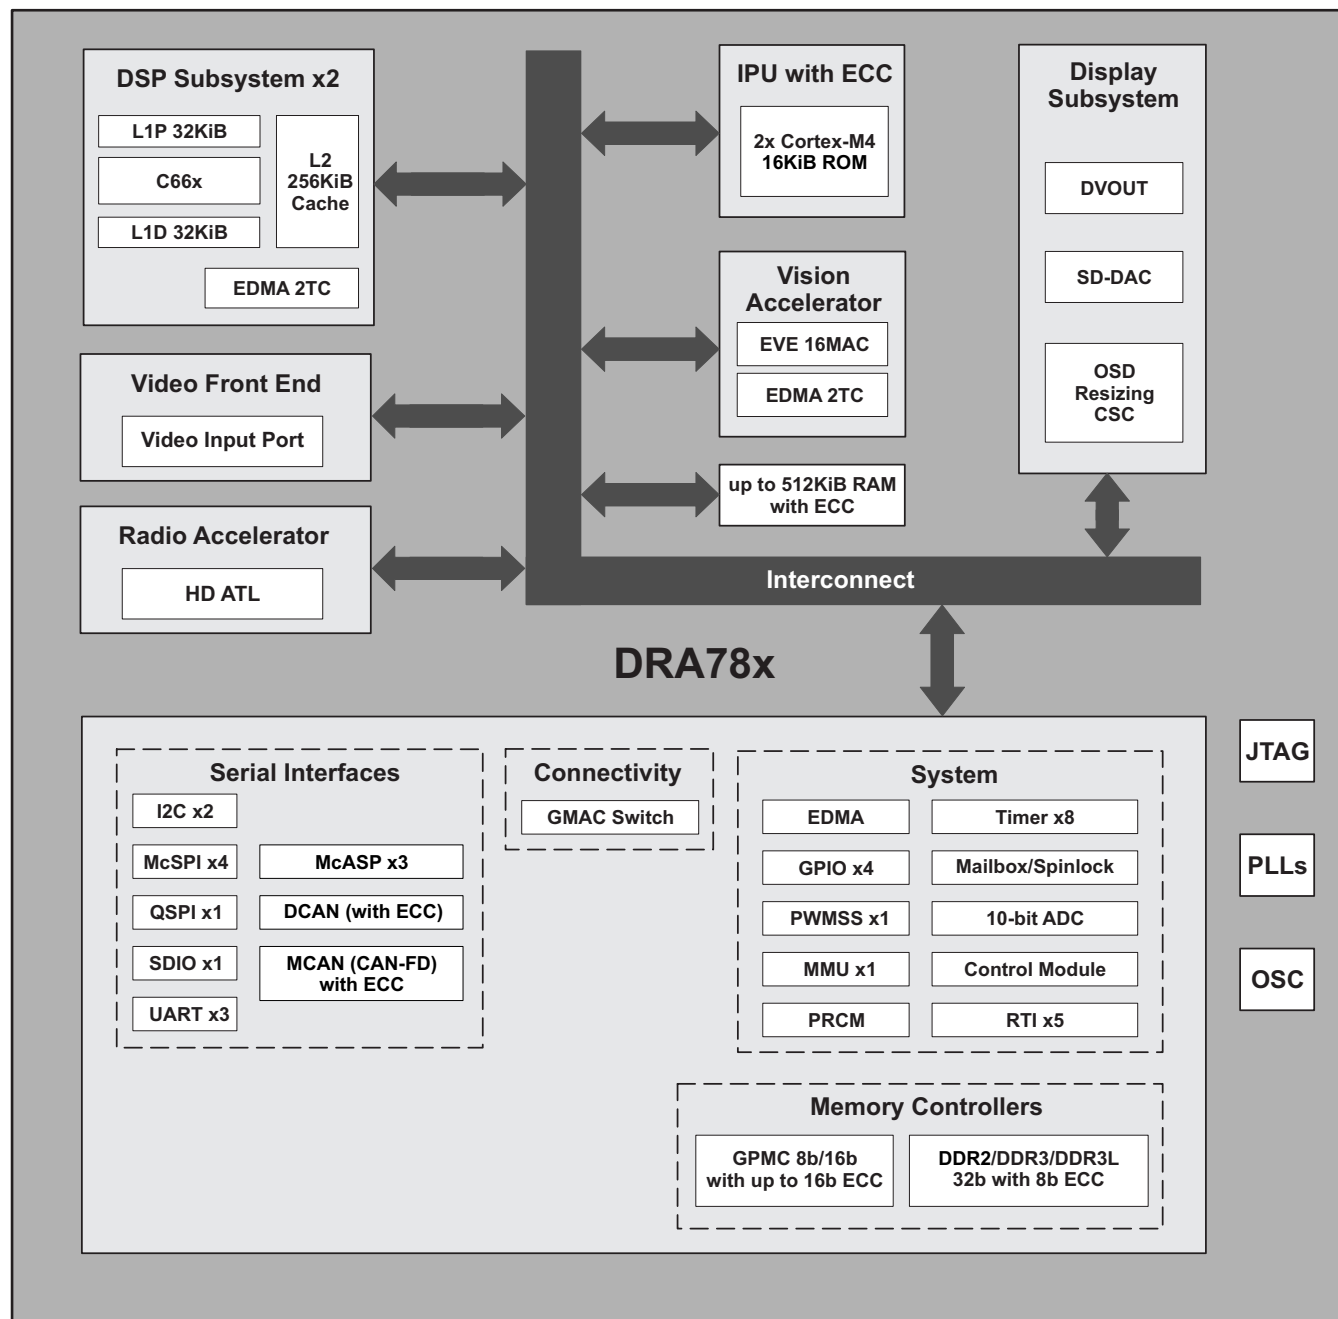 DSP Subsystem x2
L1P 32KiB
C66x
L1D 32KiB
L2
256KiB
Cache
EDMA 2TC
Video Front End
Video Input Port
Radio Accelerator
HD ATL
IPU with ECC
2x Cortex-M4
16KiB ROM
Vision
Accelerator
EVE 16MAC
EDMA 2TC
up to 512KiB RAM
with ECC
Display
Subsystem
DVOUT
SD-DAC
OSD
Resizing
CSC
Interconnect
DRA78x
Serial Interfaces
I2C x2
McSPI x4
QSPI x1
SDIO x1
UART x3
McASP x3
DCAN (with ECC)
MCAN (CAN-FD)
with ECC
Connectivity
GMAC Switch
System
EDMA
GPIO x4
PWMSS x1
MMU x1
PRCM
Timer x8
Mailbox/Spinlock
10-bit ADC
Control Module
RTI x5
Memory Controllers
GPMC 8b/16b
with up to 16b ECC
DDR2/DDR3/DDR3L
32b with 8b ECC
JTAG
PLLs
OSC